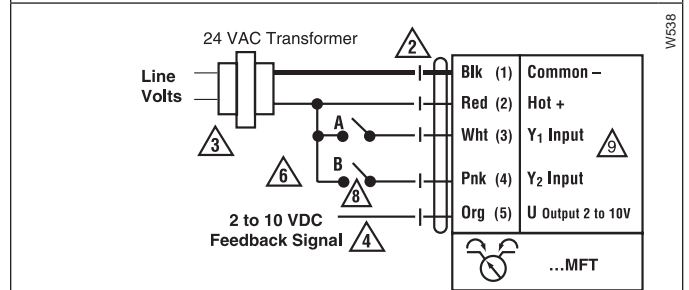 W538
24 VAC Transformer
2
Line
Volts
3
Blk (1) Common –
Red (2) Hot +
A
Wht (3) Y₁ Input
9
B
6
8
Pnk (4) Y₂ Input
2 to 10 VDC
Feedback Signal
4
Org (5) U Output 2 to 10V
...MFT